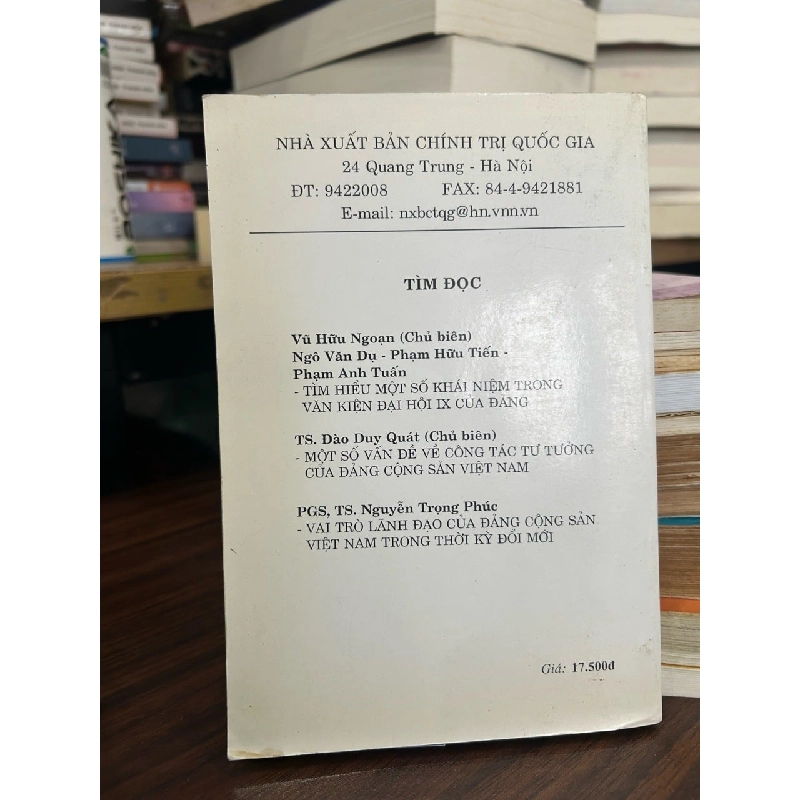 NHÀ XUẤT BẢN CHÍNH TRỊ QUỐC GIA
24 Quang Trung - Hà Nội
ĐT: 9422008 FAX: 84-4-9421881
E-mail: nxbctqg@hn.vnn.vn
TÌM ĐỌC
Vũ Hữu Ngoạn (Chủ biên)
Ngô Văn Dụ - Phạm Hữu Tiến -
Phạm Anh Tuấn
- TÌM HIỂU MỘT SỐ KHÁI NIỆM TRONG
VĂN KIỆN ĐẠI HỘI IX CỦA ĐẢNG
TS. Đào Duy Quát (Chủ biên)
- MỘT SỐ VẤN ĐỀ VỀ CÔNG TÁC TƯ TƯỞNG
CỦA ĐẢNG CỘNG SẢN VIỆT NAM
PGS, TS. Nguyễn Trọng Phúc
- VAI TRÒ LÃNH ĐẠO CỦA ĐẢNG CỘNG SẢN
VIỆT NAM TRONG THỜI KỲ ĐỔI MỚI
Giá: 17.500đ